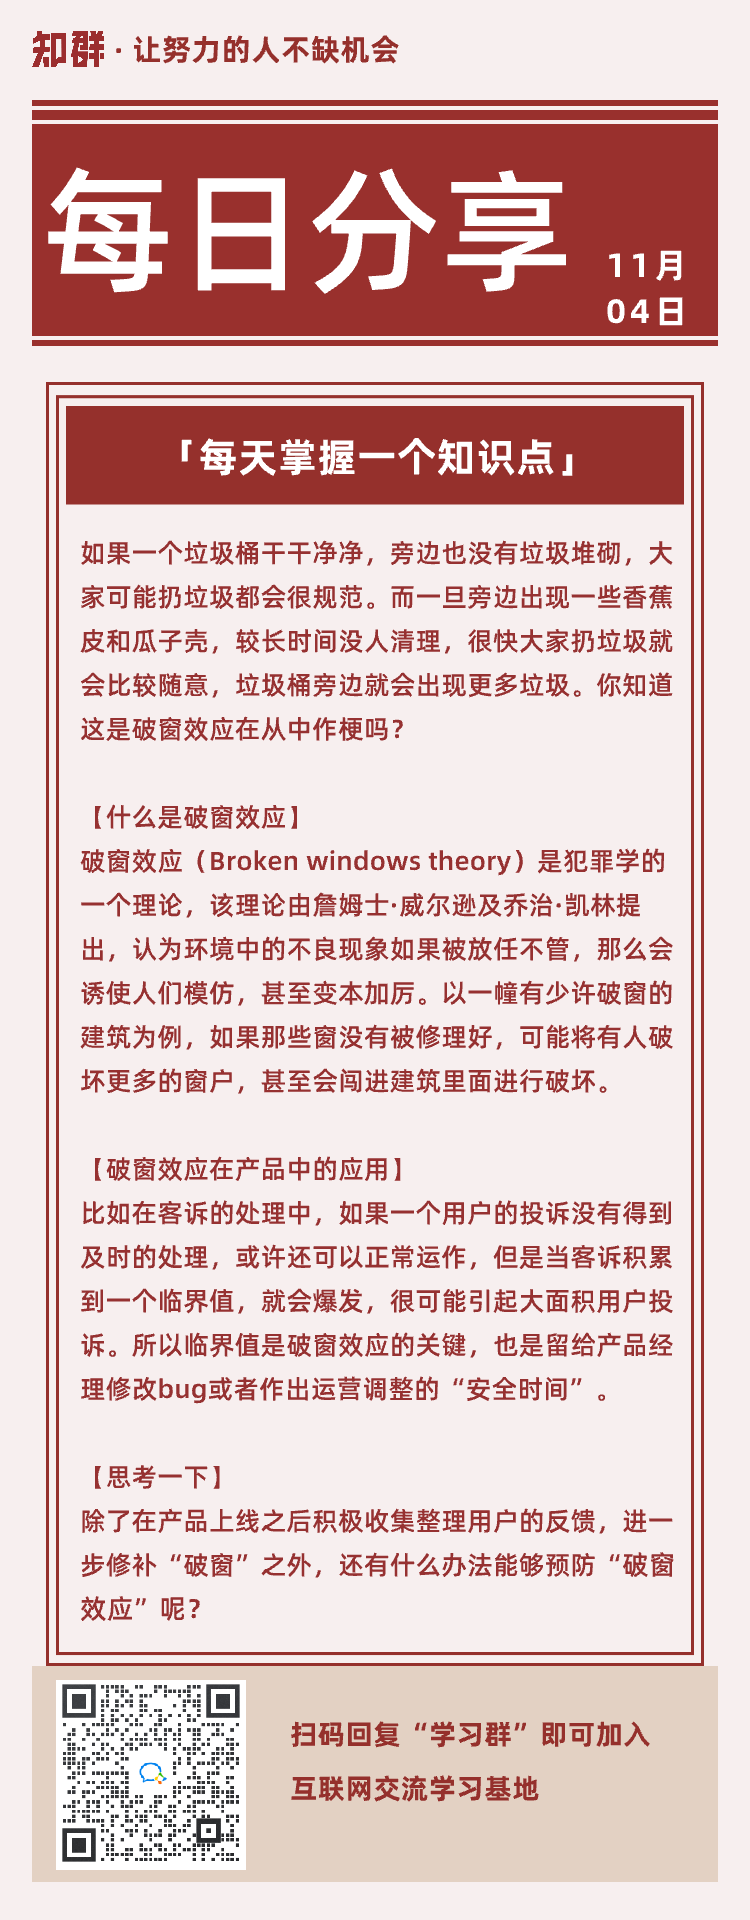 知群 · 让努力的人不缺机会
每日分享
11月
04日
「每天掌握一个知识点」
如果一个垃圾桶干干净净，旁边也没有垃圾堆砌，大
家可能扔垃圾都会很规范。而一旦旁边出现一些香蕉
皮和瓜子壳，较长时间没人清理，很快大家扔垃圾就
会比较随意，垃圾桶旁边就会出现更多垃圾。你知道
这是破窗效应在从中作梗吗？
【什么是破窗效应】
破窗效应（Broken windows theory）是犯罪学的
一个理论，该理论由詹姆士·威尔逊及乔治·凯林提
出，认为环境中的不良现象如果被放任不管，那么会
诱使人们模仿，甚至变本加厉。以一幢有少许破窗的
建筑为例，如果那些窗没有被修理好，可能将有人破
坏更多的窗户，甚至会闯进建筑里面进行破坏。
【破窗效应在产品中的应用】
比如在客诉的处理中，如果一个用户的投诉没有得到
及时的处理，或许还可以正常运作，但是当客诉积累
到一个临界值，就会爆发，很可能引起大面积用户投
诉。所以临界值是破窗效应的关键，也是留给产品经
理修改bug或者作出运营调整的“安全时间”。
【思考一下】
除了在产品上线之后积极收集整理用户的反馈，进一
步修补“破窗”之外，还有什么办法能够预防“破窗
效应”呢？
扫码回复“学习群”即可加入
互联网交流学习基地